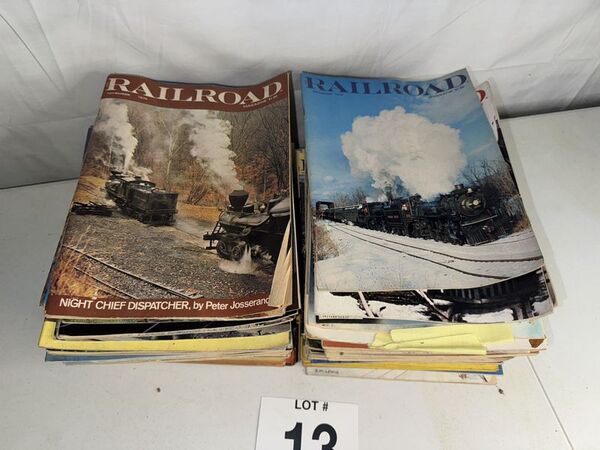 RAILROAD
NIGHT CHIEF DISPATCHER, by Peter Josserand
RAILROAD
LOT #
13